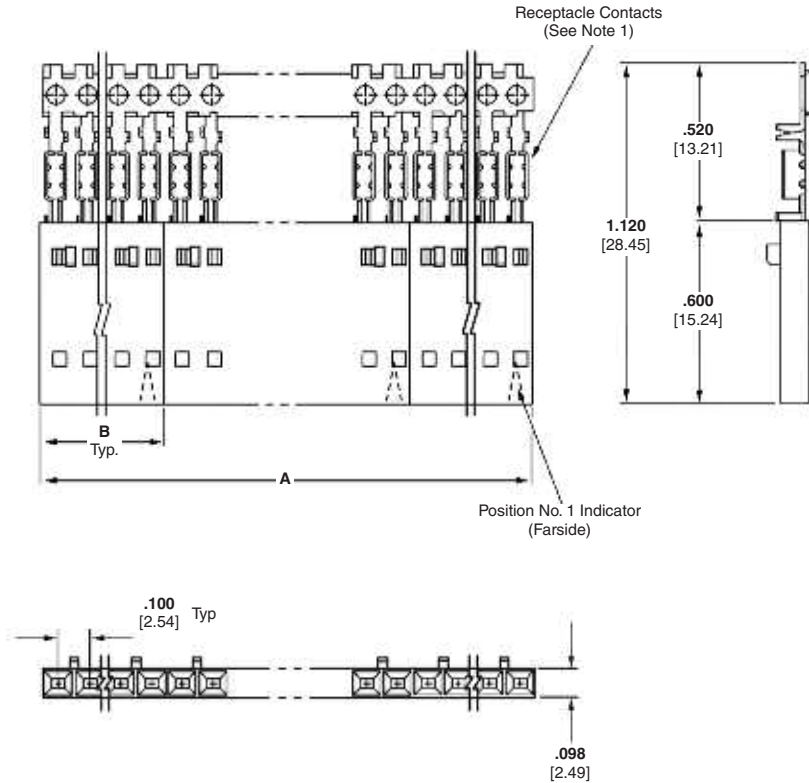 Receptacle Contacts
(See Note 1)
.520
[13.21]
1.120
[28.45]
.600
[15.24]
B
Typ.
A
Position No. 1 Indicator
(Farside)
.100
[2.54]
Typ
.098
[2.49]